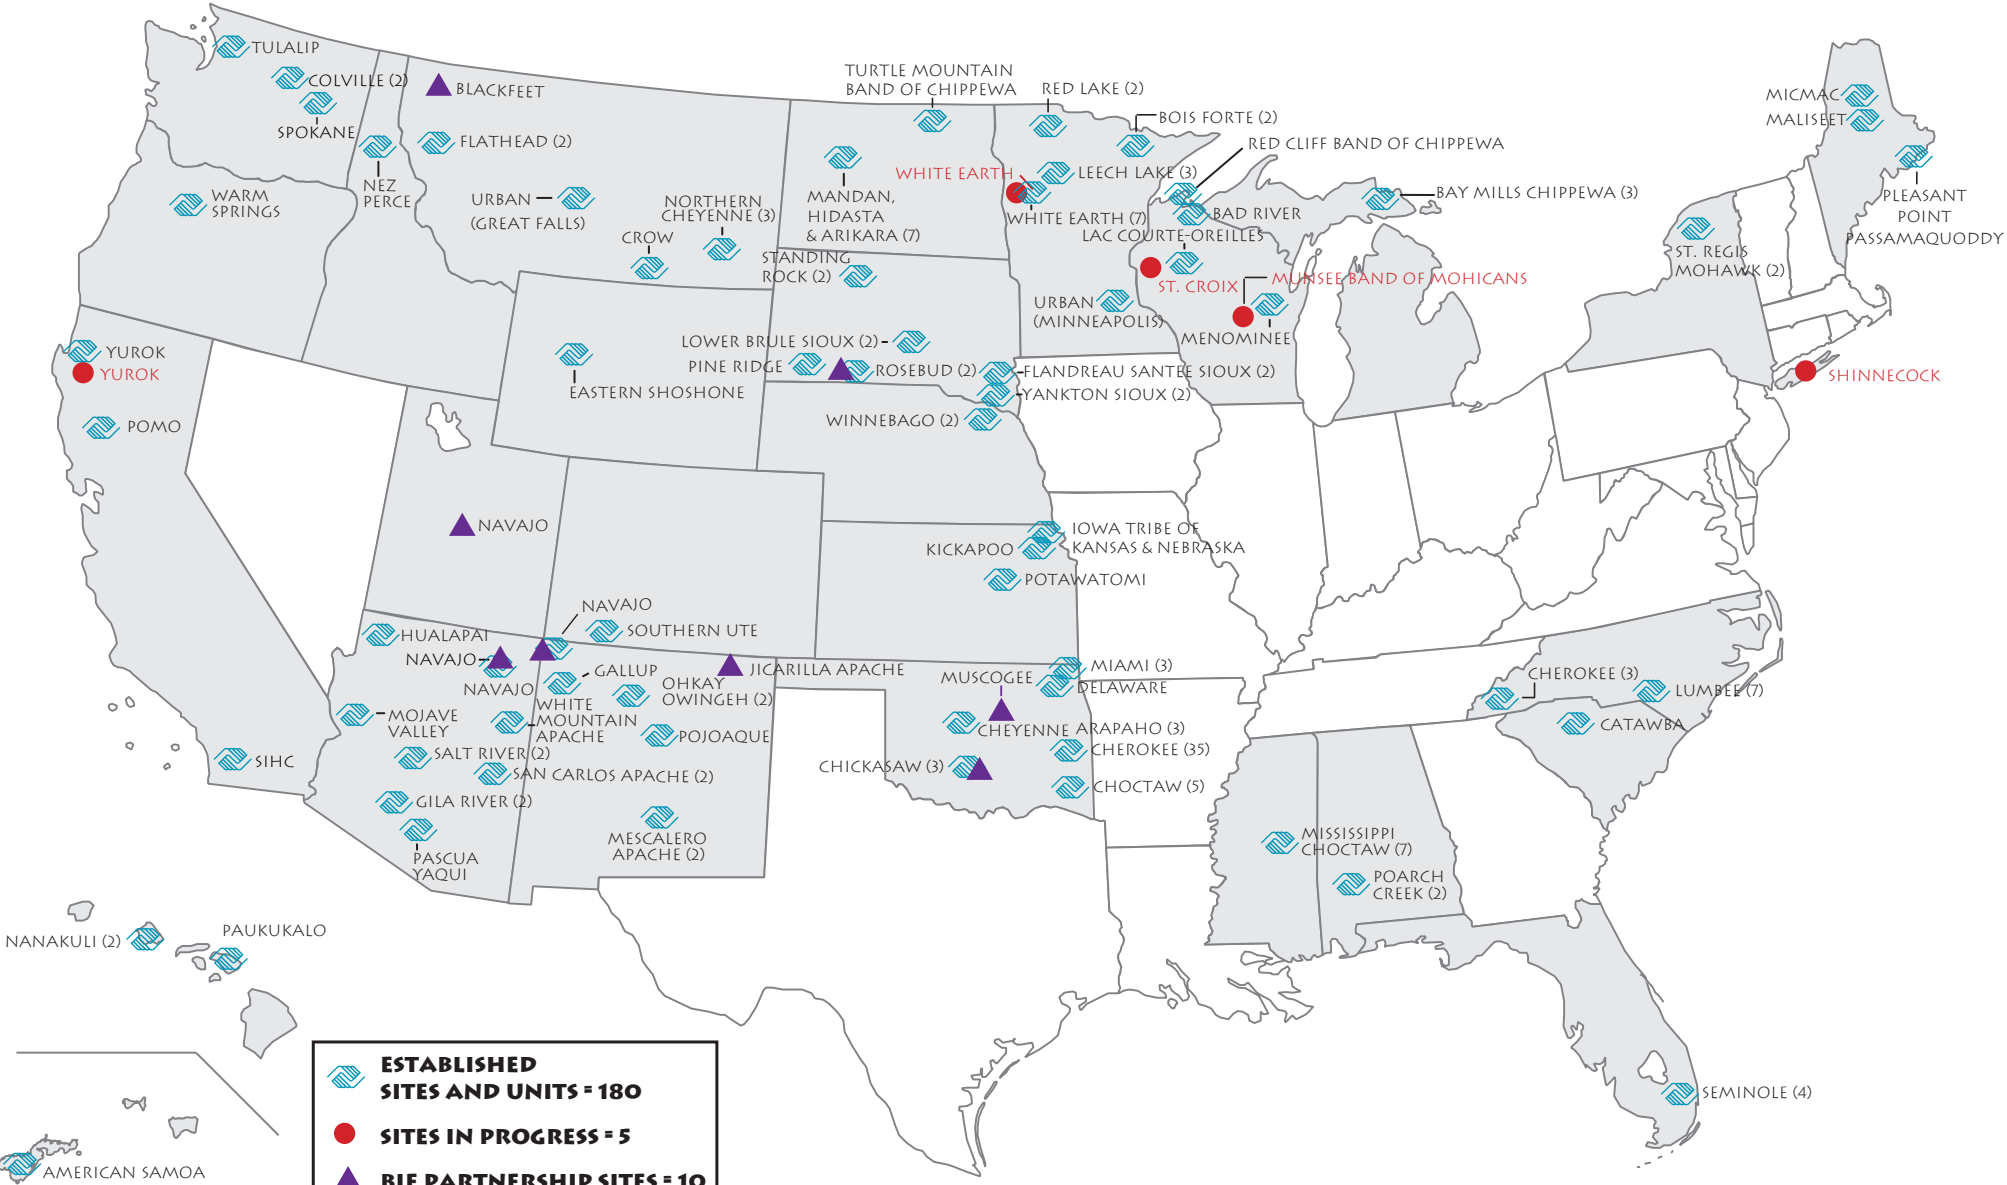 TULALIP
COLVILLE (2)
SPOKANE
NEZ
PERCE
WARM
SPRINGS
BLACKFEET
FLATHEAD (2)
URBAN
(GREAT FALLS)
CROW
NORTHERN
CHEYENNE (3)
TURTLE MOUNTAIN
BAND OF CHIPPEWA
MANDAN,
HIDASTA
& ARIKARA (7)
STANDING
ROCK (2)
RED LAKE (2)
BOIS FORTE (2)
RED CLIFF BAND OF CHIPPEWA
WHITE EARTH
LEECH LAKE (3)
WHITE EARTH (7)
BAD RIVER
LAC COURTE-OREILLES
BAY MILLS CHIPPEWA (3)
ST. CROIX
MUNSEE BAND OF MOHICANS
URBAN
(MINNEAPOLIS)
MENOMINEE
MICMAC
MALISEET
PLEASANT
POINT
PASSAMAQUODDY
ST. REGIS
MOHAWK (2)
SHINNECOCK
YUROK
YUROK
POMO
EASTERN SHOSHONE
LOWER BRULE SIOUX (2)
PINE RIDGE
ROSEBUD (2)
FLANDREAU SANTEE SIOUX (2)
YANKTON SIOUX (2)
WINNEBAGO (2)
NAVAJO
IOWA TRIBE OF
KANSAS & NEBRASKA
KICKAPOO
POTAWATOMI
NAVAJO
SOUTHERN UTE
HUALAPAI
NAVAJO
NAVAJO
GALLUP
JICARILLA APACHE
OHKAY
OWINGEH (2)
WHITE
MOUNTAIN
APACHE
POJOAQUE
MOJAVE
VALLEY
SALT RIVER (2)
SAN CARLOS APACHE (2)
GILA RIVER (2)
PASCUA
YAQUI
MESCALERO
APACHE (2)
SIHC
MIAMI (3)
MUSCOGEE
DELAWARE
CHEYENNE ARAPAHO (3)
CHEROKEE (35)
CHICKASAW (3)
CHOCTAW (5)
CHEROKEE (3)
LUMBEE (7)
CATAWBA
MISSISSIPPI
CHOCTAW (7)
POARCH
CREEK (2)
SEMINOLE (4)
NANAKULI (2)
PAUKUKALO
AMERICAN SAMOA
ESTABLISHED
SITES AND UNITS = 180
SITES IN PROGRESS = 5
BIE PARTNERSHIP SITES = 10